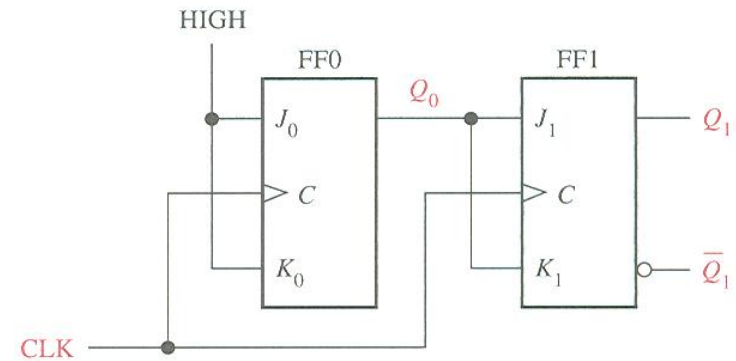 HIGH
FF0 FF1
Q₀
J₀ J₁ Q₁
C C
K₀ K₁ Q̅₁
CLK